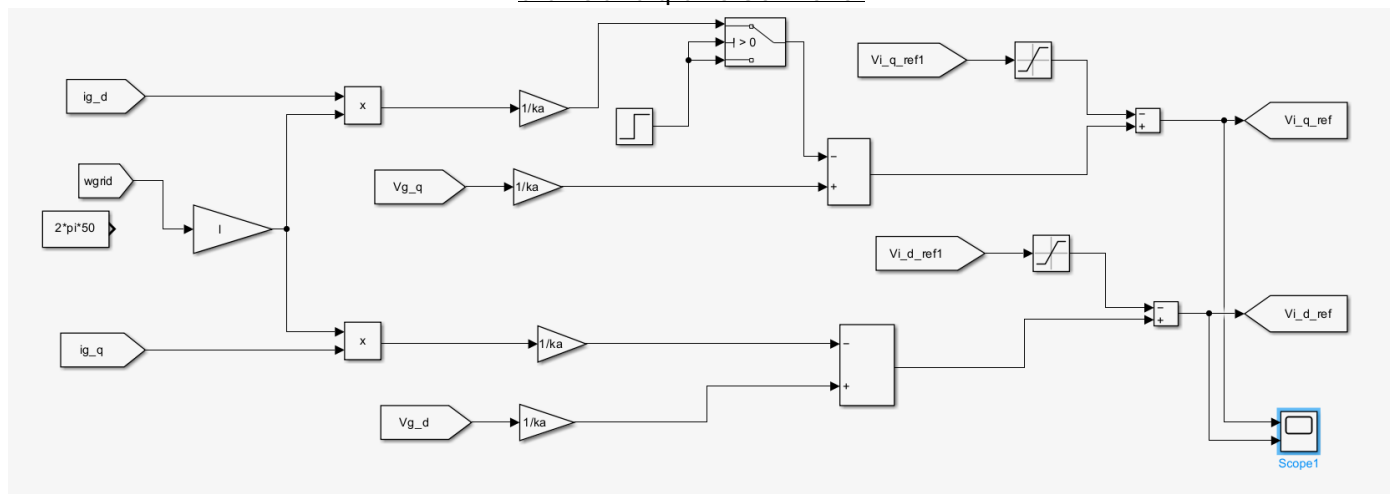 ig_d
x
1/ka
> 0
Vi_q_ref1
−
+
Vi_q_ref
wgrid
2*pi*50
l
Vg_q
1/ka
−
+
Vi_d_ref1
−
+
Vi_d_ref
ig_q
x
1/ka
−
+
Vg_d
1/ka
Scope1